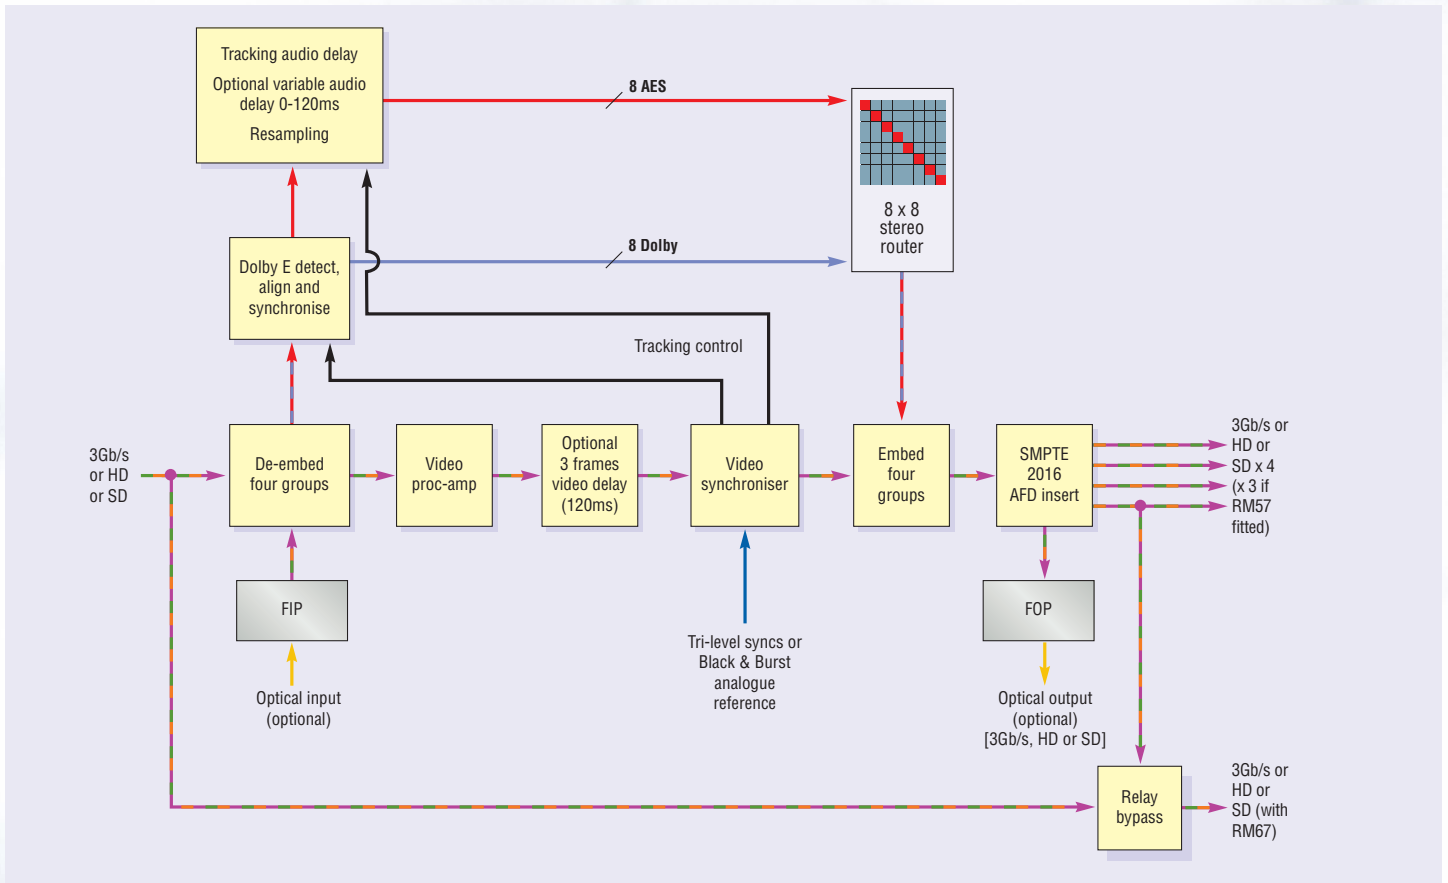 Tracking audio delay
Optional variable audio
delay 0-120ms
Resampling
8 AES
8 x 8
stereo
router
8 Dolby
Dolby E detect,
align and
synchronise
Tracking control
3Gb/s
or HD
or SD
De-embed
four groups
Video
proc-amp
Optional
3 frames
video delay
(120ms)
Video
synchroniser
Embed
four
groups
SMPTE
2016
AFD insert
3Gb/s or
HD or
SD x 4
(x 3 if
RM57
fitted)
FIP
FOP
Optical input
(optional)
Tri-level syncs or
Black & Burst
analogue
reference
Optical output
(optional)
[3Gb/s, HD or SD]
Relay
bypass
3Gb/s or
HD or
SD (with
RM67)